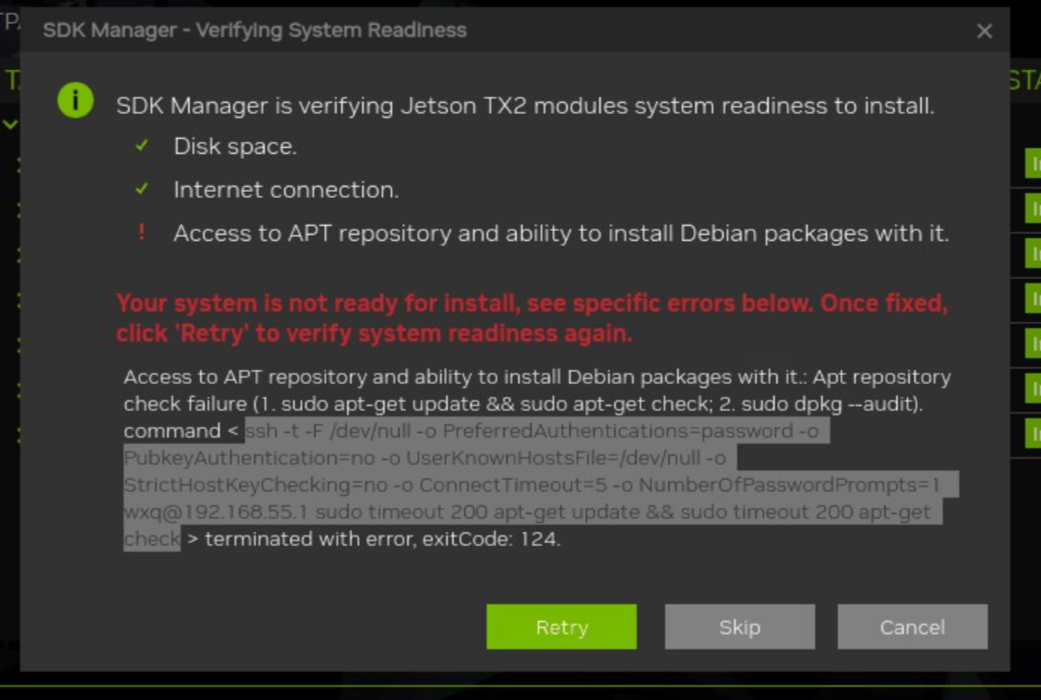 SDK Manager - Verifying System Readiness
SDK Manager is verifying Jetson TX2 modules system readiness to install.
Disk space.
Internet connection.
! Access to APT repository and ability to install Debian packages with it.
Your system is not ready for install, see specific errors below. Once fixed,
click 'Retry' to verify system readiness again.
Access to APT repository and ability to install Debian packages with it.: Apt repository
check failure (1. sudo apt-get update && sudo apt-get check; 2. sudo dpkg --audit).
command < ssh -t -F /dev/null -o PreferredAuthentications=password -o
PubkeyAuthentication=no -o UserKnownHostsFile=/dev/null -o
StrictHostKeyChecking=no -o ConnectTimeout=5 -o NumberOfPasswordPrompts=1
wxq@192.168.55.1 sudo timeout 200 apt-get update && sudo timeout 200 apt-get
check > terminated with error, exitCode: 124.
Retry Skip Cancel